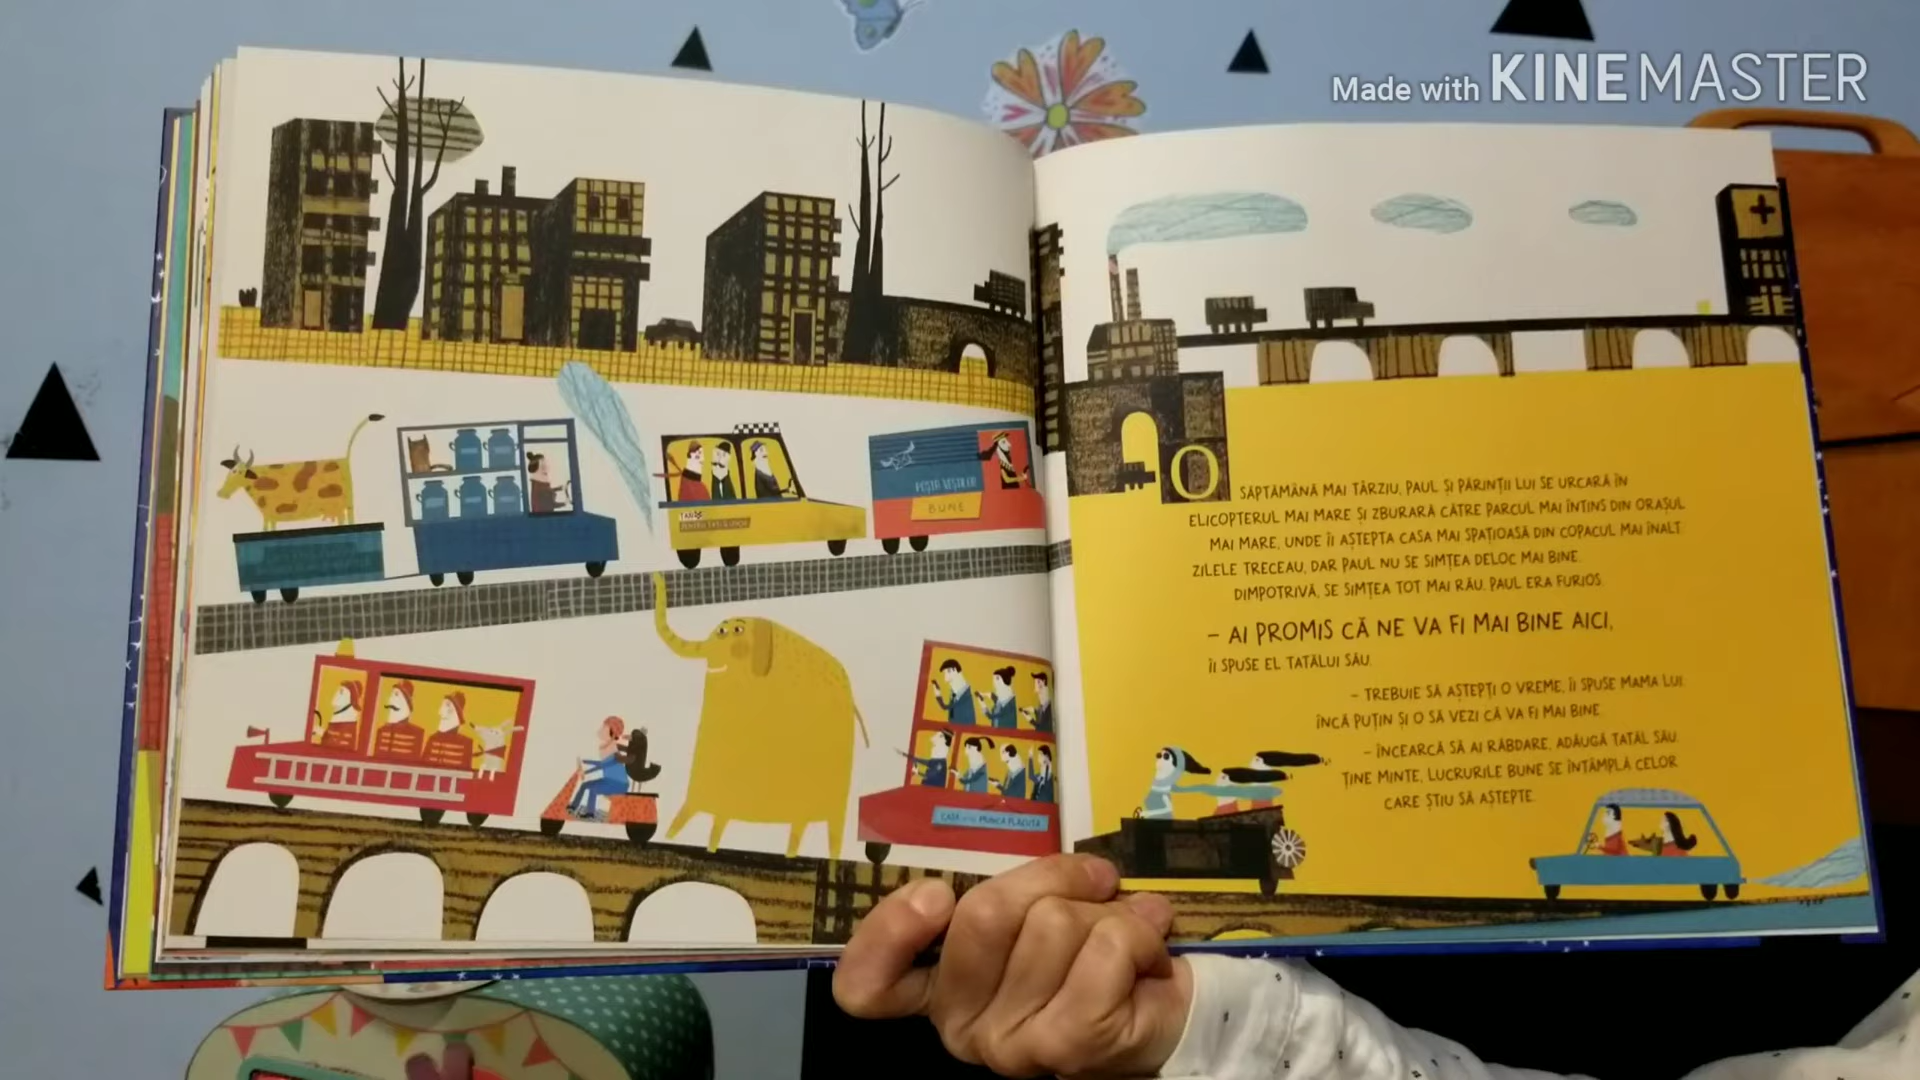 Made with KINEMASTER
POȘTA VEȘTILOR
BUNE
TAXI
O
SĂPTĂMÂNĂ MAI TÂRZIU, PAUL ȘI PĂRINȚII LUI SE URCARĂ ÎN
ELICOPTERUL MAI MARE ȘI ZBURARĂ CĂTRE PARCUL MAI ÎNTINS DIN ORAȘUL
MAI MARE, UNDE ÎI AȘTEPTA CASA MAI SPAȚIOASĂ DIN COPACUL MAI ÎNALT.
ZILELE TRECEAU, DAR PAUL NU SE SIMȚEA DELOC MAI BINE.
DIMPOTRIVĂ, SE SIMȚEA TOT MAI RĂU. PAUL ERA FURIOS.
– AI PROMIS CĂ NE VA FI MAI BINE AICI,
ÎI SPUSE EL TATĂLUI SĂU.
– TREBUIE SĂ AȘTEPȚI O VREME, ÎI SPUSE MAMA LUI.
ÎNCĂ PUȚIN ȘI O SĂ VEZI CĂ VA FI MAI BINE.
– ÎNCEARCĂ SĂ AI RĂBDARE, ADĂUGĂ TATĂL SĂU.
ȚINE MINTE, LUCRURILE BUNE SE ÎNTÂMPLĂ CELOR
CARE ȘTIU SĂ AȘTEPTE.
CASA MUNCA PLĂCUTĂ